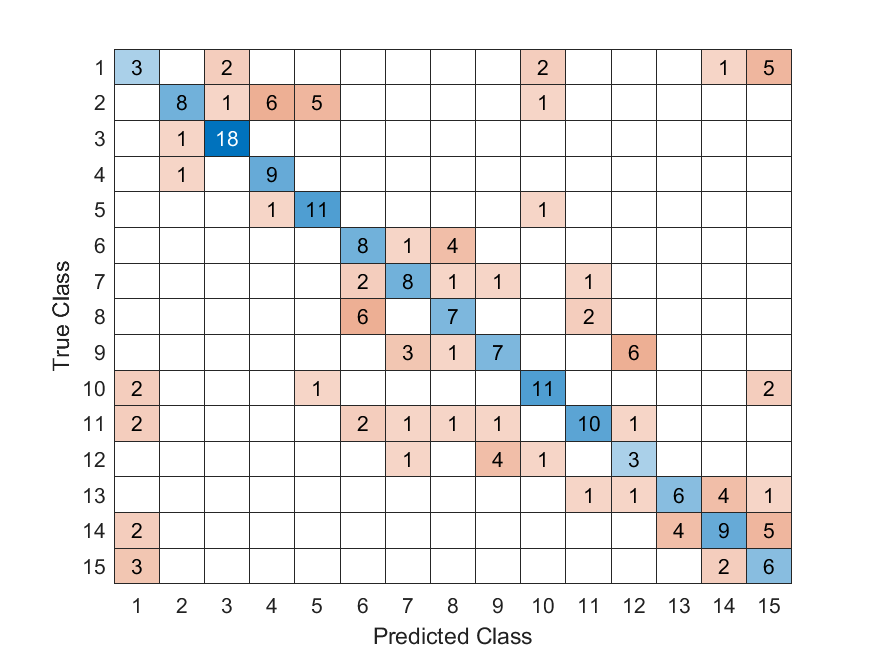 1 3 2 2 1 5
2 8 1 6 5 1
3 1 18
4 1 9
5 1 11 1
6 8 1 4
7 2 8 1 1 1
8 6 7 2
9 3 1 7 6
10 2 1 11 2
11 2 2 1 1 1 10 1
12 1 4 1 3
13 1 1 6 4 1
14 2 4 9 5
15 3 2 6
1 2 3 4 5 6 7 8 9 10 11 12 13 14 15
Predicted Class
True Class